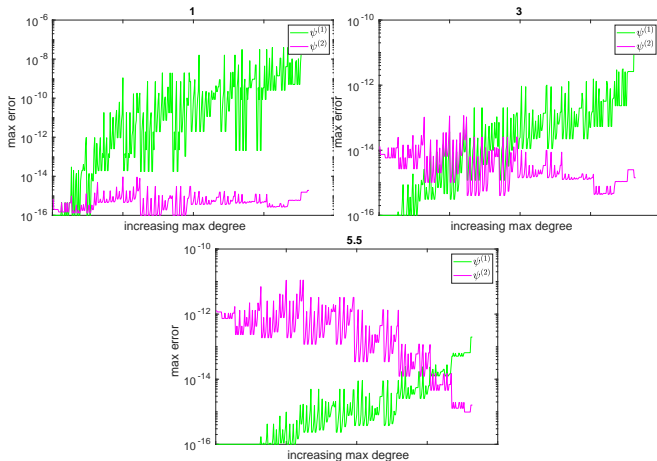 1
10^-6
10^-8
10^-10
10^-12
10^-14
10^-16
max error
increasing max degree
ψ^(1)
ψ^(2)
3
10^-10
10^-12
10^-14
10^-16
max error
increasing max degree
ψ^(1)
ψ^(2)
5.5
10^-10
10^-12
10^-14
10^-16
max error
increasing max degree
ψ^(1)
ψ^(2)